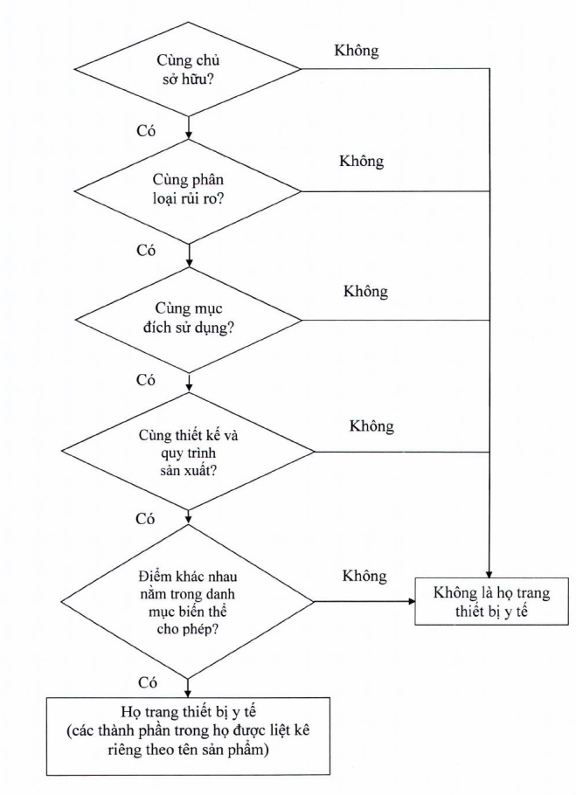 Không
Cùng chủ
sở hữu?
Có
Không
Cùng phân
loại rủi ro?
Có
Không
Cùng mục
đích sử dụng?
Có
Không
Cùng thiết kế và
quy trình
sản xuất?
Có
Không
Điểm khác nhau
nằm trong danh
mục biến thể
cho phép?
Không là họ trang
thiết bị y tế
Có
Họ trang thiết bị y tế
(các thành phần trong họ được liệt kê
riêng theo tên sản phẩm)